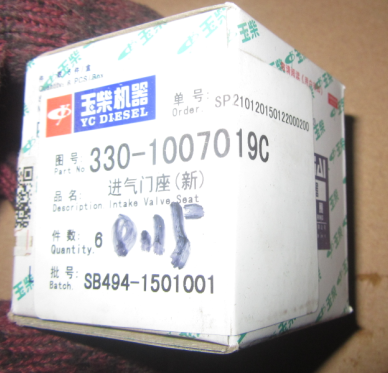 玉柴机器
YC DIESEL
单号:
Order. SP210120150122000200
图号
Part No 330-1007019C
品名: 进气门座(新)
Description Intake Valve Seat
件数: 6
Quantity.
批号: SB494-1501001
Batch.